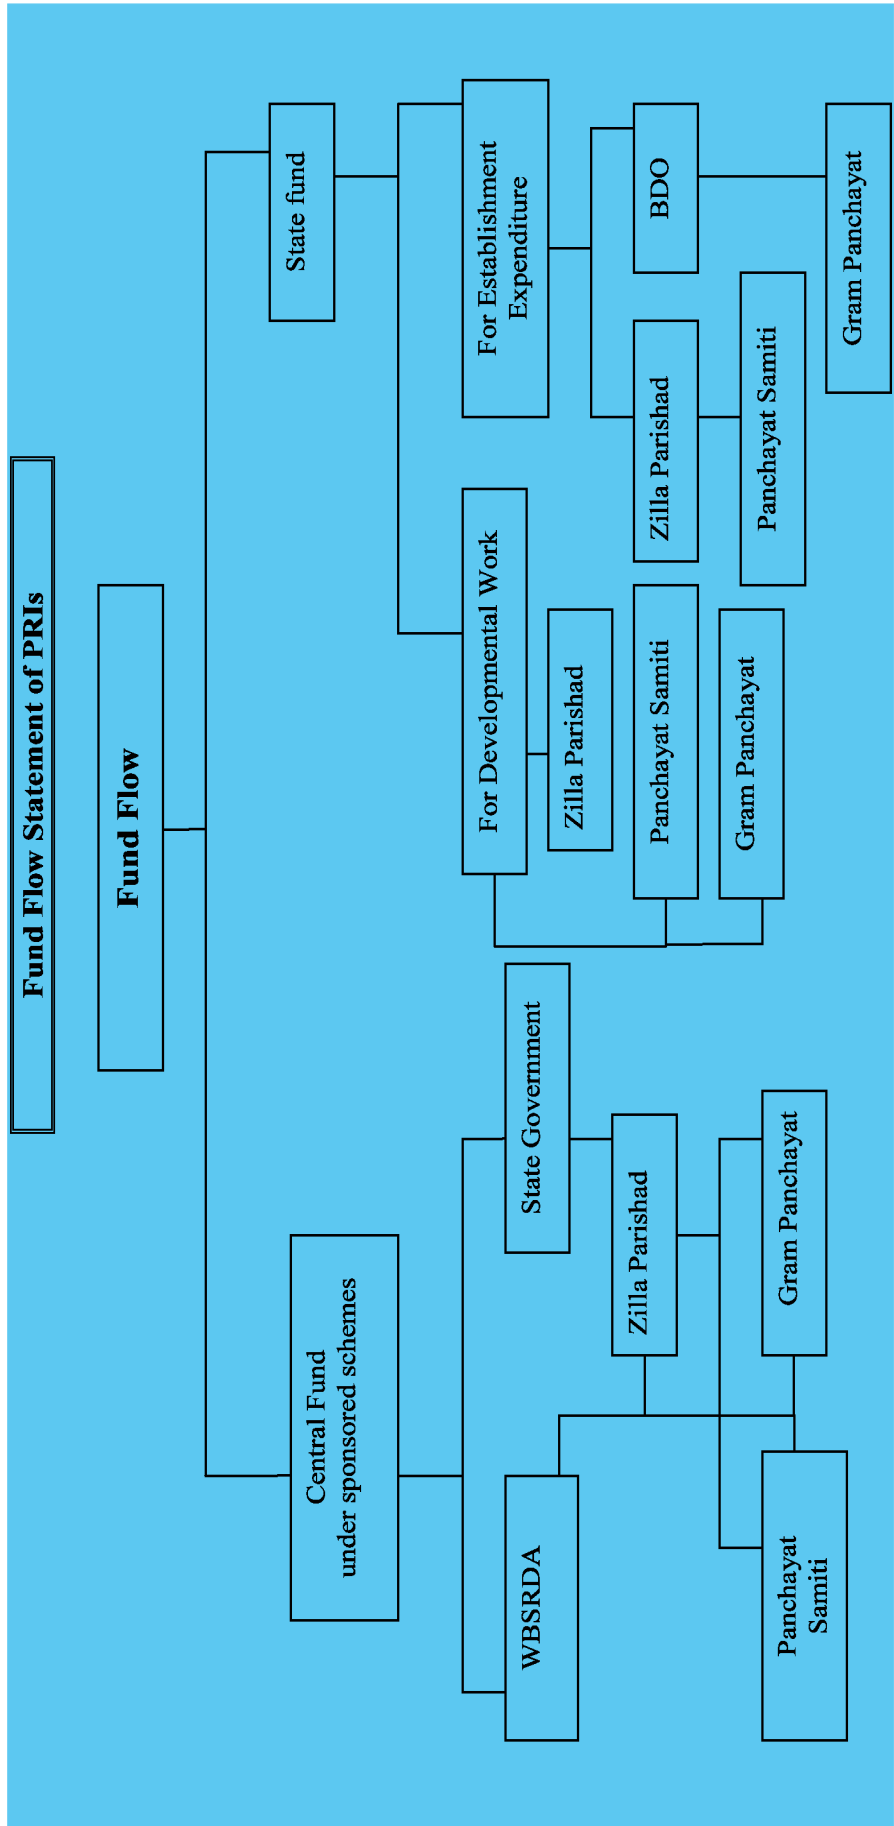 Fund Flow Statement of PRIs
Fund Flow
Central Fund
under sponsored schemes
State fund
WBSRDA
State Government
For Developmental Work
For Establishment
Expenditure
Zilla Parishad
Panchayat
Samiti
Gram Panchayat
Zilla Parishad
Panchayat Samiti
Gram Panchayat
Zilla Parishad
BDO
Panchayat Samiti
Gram Panchayat